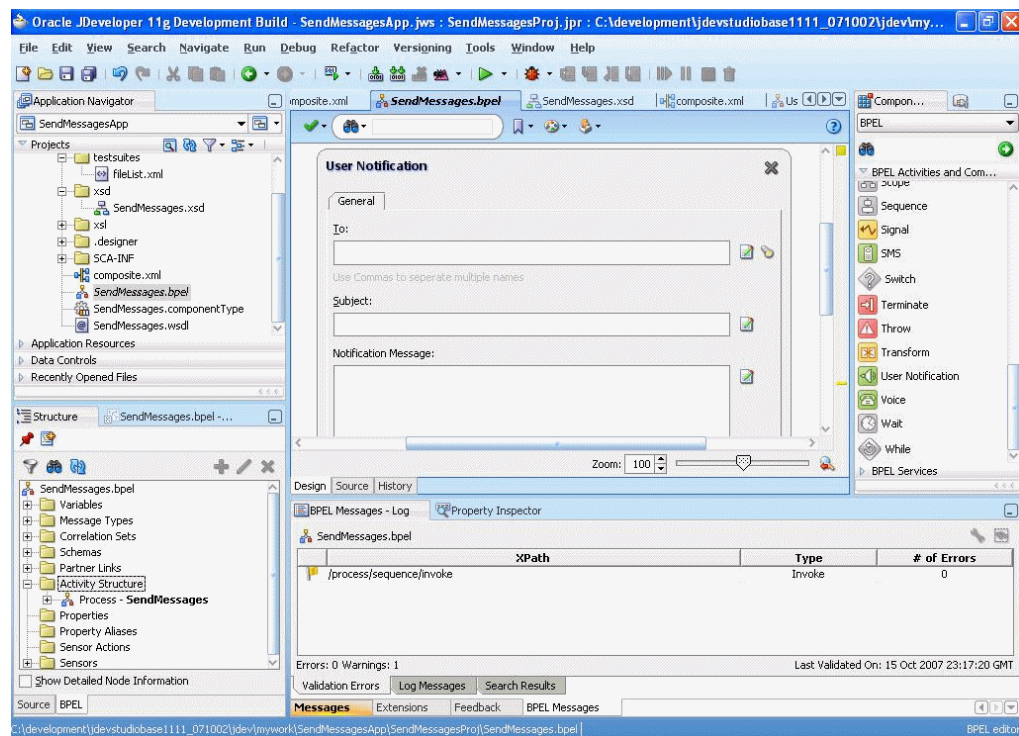 Oracle JDeveloper 11g Development Build - SendMessagesApp.jws : SendMessagesProj.jpr : C:\development\jdevstudiobase1111_071002\jdev\my...
File Edit View Search Navigate Run Debug Refactor Versioning Tools Window Help
Application Navigator
SendMessagesApp
Projects
testsuites
fileList.xml
xsd
SendMessages.xsd
xsl
.designer
SCA-INF
composite.xml
SendMessages.bpel
SendMessages.componentType
SendMessages.wsdl
Application Resources
Data Controls
Recently Opened Files
Structure
SendMessages.bpel -...
SendMessages.bpel
Variables
Message Types
Correlation Sets
Schemas
Partner Links
Activity Structure
Process - SendMessages
Properties
Property Aliases
Sensor Actions
Sensors
Show Detailed Node Information
Source BPEL
mposite.xml SendMessages.bpel SendMessages.xsd composite.xml Us
User Notification
General
To:
Use Commas to seperate multiple names
Subject:
Notification Message:
Zoom: 100
Design Source History
BPEL Messages - Log Property Inspector
SendMessages.bpel
XPath Type # of Errors
/process/sequence/invoke Invoke 0
Errors: 0 Warnings: 1 Last Validated On: 15 Oct 2007 23:17:20 GMT
Validation Errors Log Messages Search Results
Messages Extensions Feedback BPEL Messages
Compon...
BPEL
BPEL Activities and Com...
Scope
Sequence
Signal
SMS
Switch
Terminate
Throw
Transform
User Notification
Voice
Wait
While
BPEL Services
C:\development\jdevstudiobase1111_071002\jdev\mywork\SendMessagesApp\SendMessagesProj\SendMessages.bpel BPEL editor